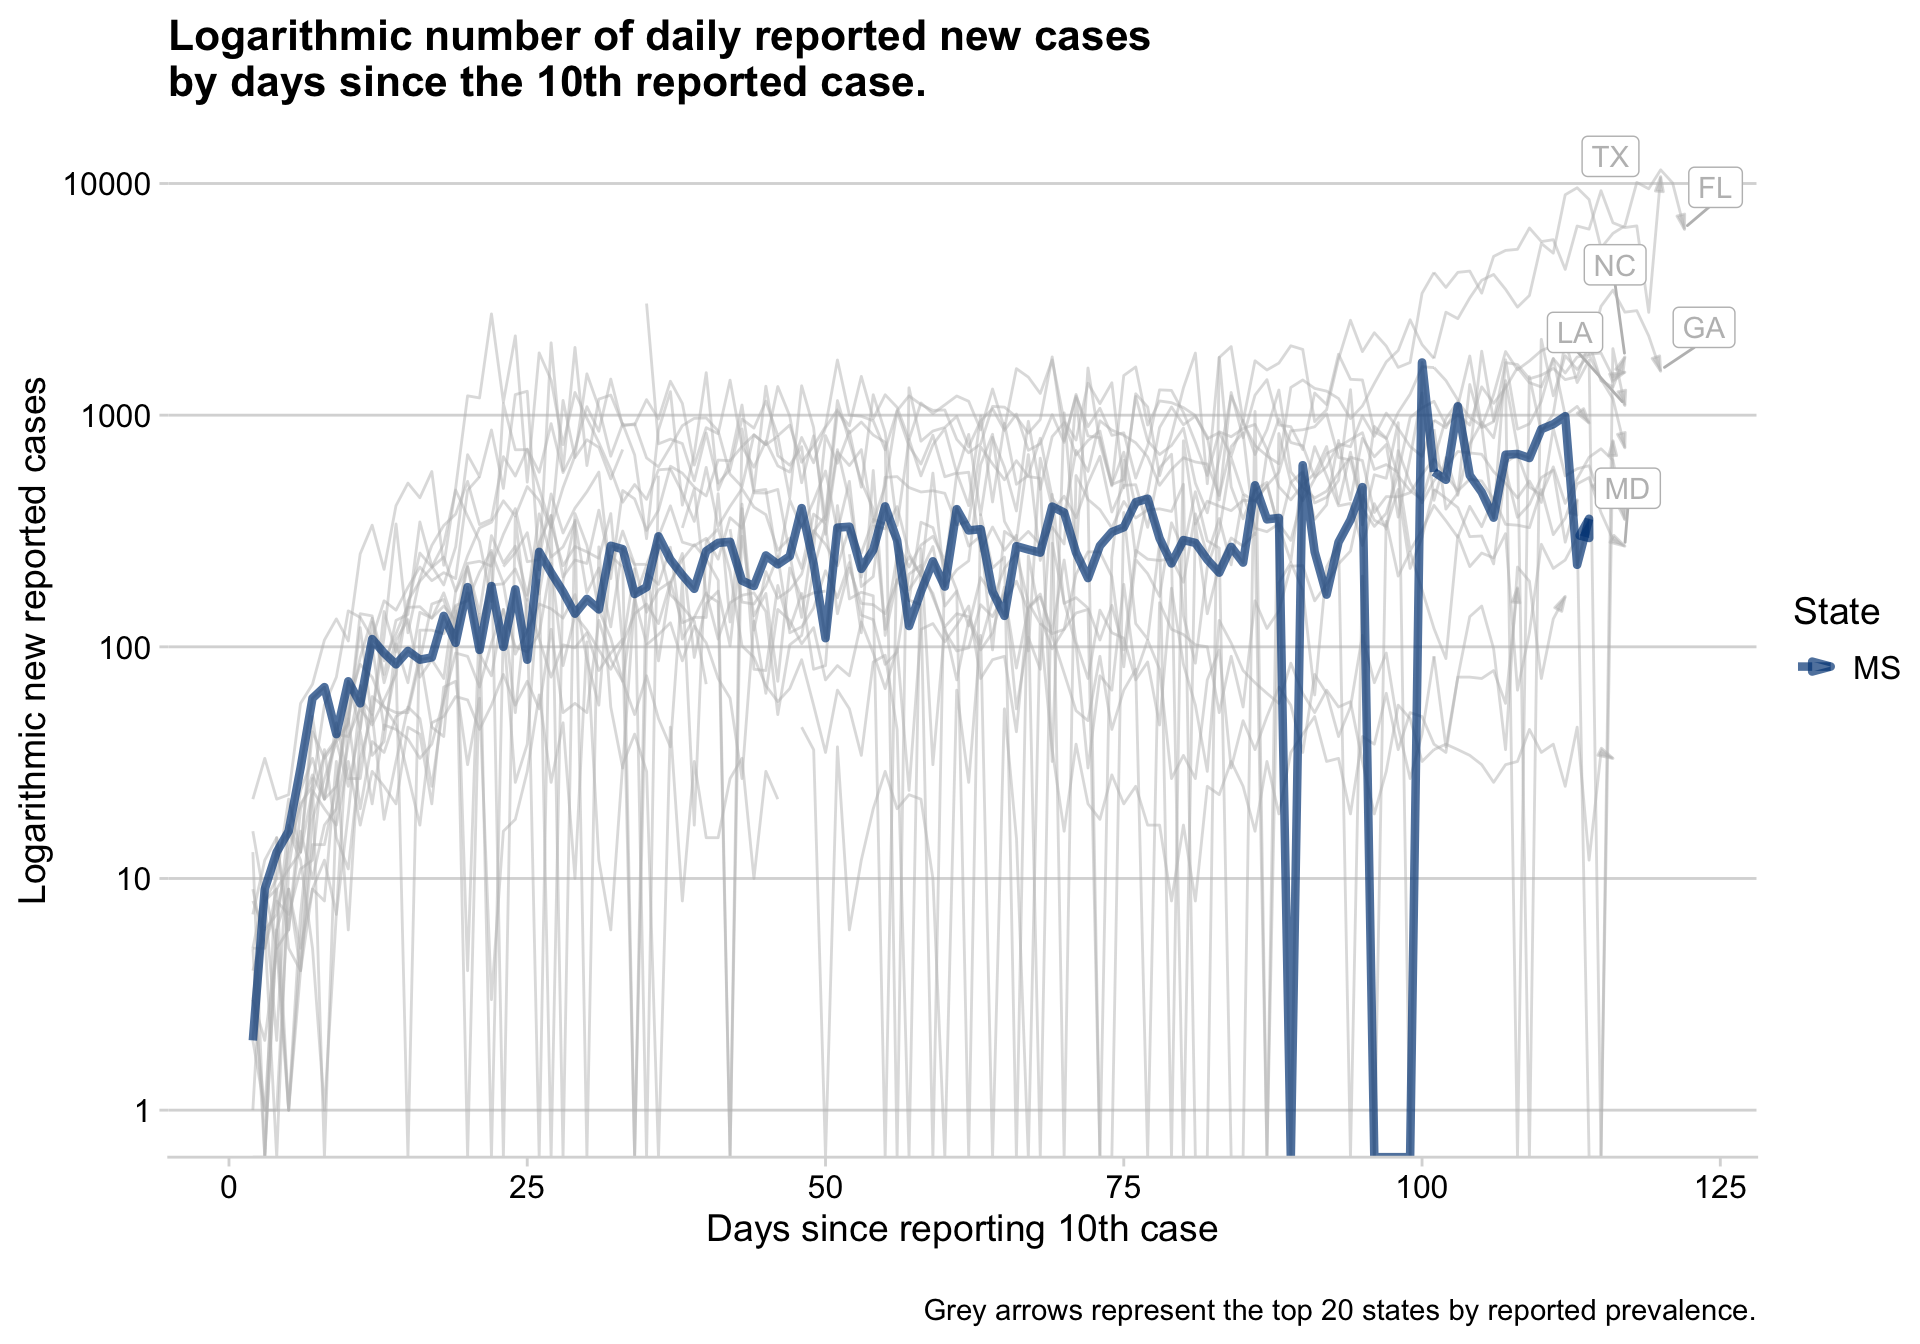 Logarithmic number of daily reported new cases
by days since the 10th reported case.
Logarithmic new reported cases
10000
1000
100
10
1
TX
FL
NC
LA
GA
MD
State
MS
0
25
50
75
100
125
Days since reporting 10th case
Grey arrows represent the top 20 states by reported prevalence.